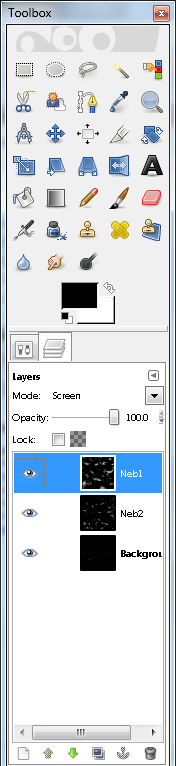 Toolbox
A
Layers
Mode: Screen
Opacity: 100.0
Lock:
Neb1
Neb2
Backgrou